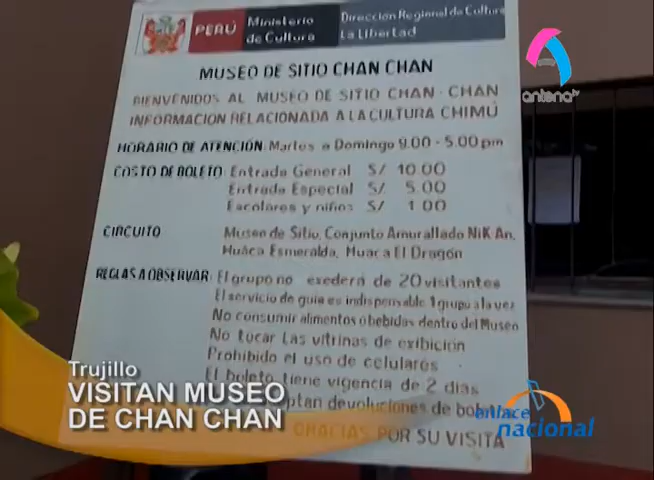 PERÚ
Ministerio
de Cultura
Dirección Regional de Cultura
La Libertad
MUSEO DE SITIO CHAN CHAN
BIENVENIDOS AL MUSEO DE SITIO CHAN - CHAN
INFORMACIÓN RELACIONADA A LA CULTURA CHIMÚ
HORARIO DE ATENCIÓN: Martes a Domingo 9.00 - 5.00 pm
COSTO DE BOLETO: Entrada General S/ 10.00
Entrada Especial S/ 5.00
Escolares y niños S/ 1.00
CIRCUITO Museo de Sitio, Conjunto Amurallado NiK An,
Huaca Esmeralda, Huaca El Dragón
REGLAS A OBSERVAR: El grupo no exederá de 20 visitantes
El servicio de guía es indispensable 1 grupo a la vez
No consumir alimentos o bebidas dentro del Museo
No tocar Las vitrinas de exibición
Prohibido el uso de celulares
El boleto tiene vigencia de 2 dias
devoluciones de
GRACIAS POR SU VISITA
antenatv
Trujillo
VISITAN MUSEO
DE CHAN CHAN
enlace
nacional